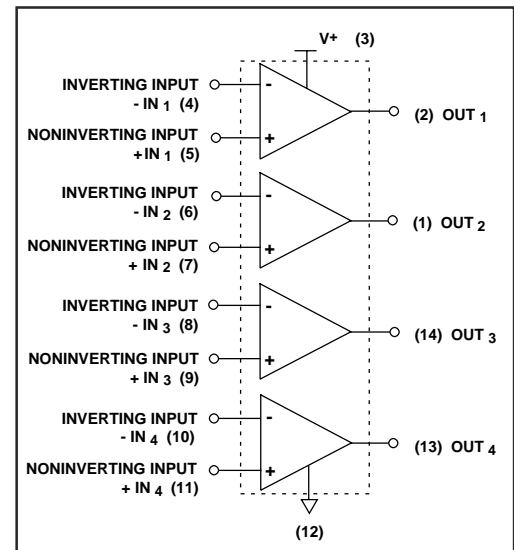 V+ (3)
INVERTING INPUT
- IN 1 (4)
-
(2) OUT 1
NONINVERTING INPUT
+IN 1 (5)
+
INVERTING INPUT
- IN 2 (6)
-
(1) OUT 2
NONINVERTING INPUT
+ IN 2 (7)
+
INVERTING INPUT
- IN 3 (8)
-
(14) OUT 3
NONINVERTING INPUT
+ IN 3 (9)
+
INVERTING INPUT
- IN 4 (10)
-
(13) OUT 4
NONINVERTING INPUT
+ IN 4 (11)
+
(12)